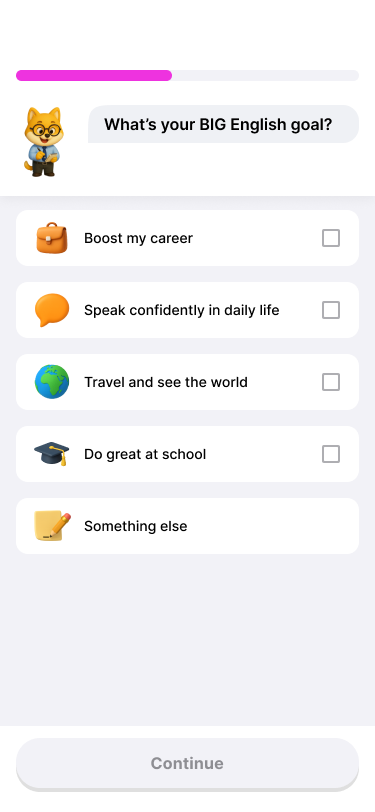 What’s your BIG English goal?
Boost my career
Speak confidently in daily life
Travel and see the world
Do great at school
Something else
Continue